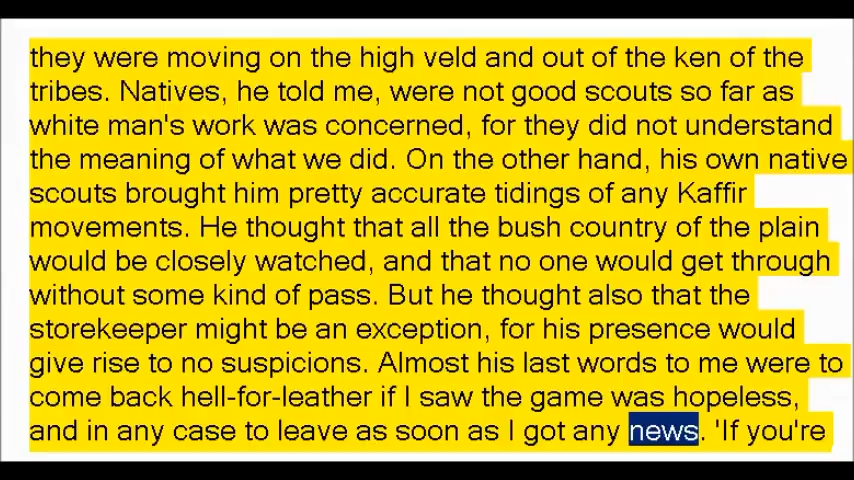 they were moving on the high veld and out of the ken of the
tribes. Natives, he told me, were not good scouts so far as
white man's work was concerned, for they did not understand
the meaning of what we did. On the other hand, his own native
scouts brought him pretty accurate tidings of any Kaffir
movements. He thought that all the bush country of the plain
would be closely watched, and that no one would get through
without some kind of pass. But he thought also that the
storekeeper might be an exception, for his presence would
give rise to no suspicions. Almost his last words to me were to
come back hell-for-leather if I saw the game was hopeless,
and in any case to leave as soon as I got any news. 'If you're